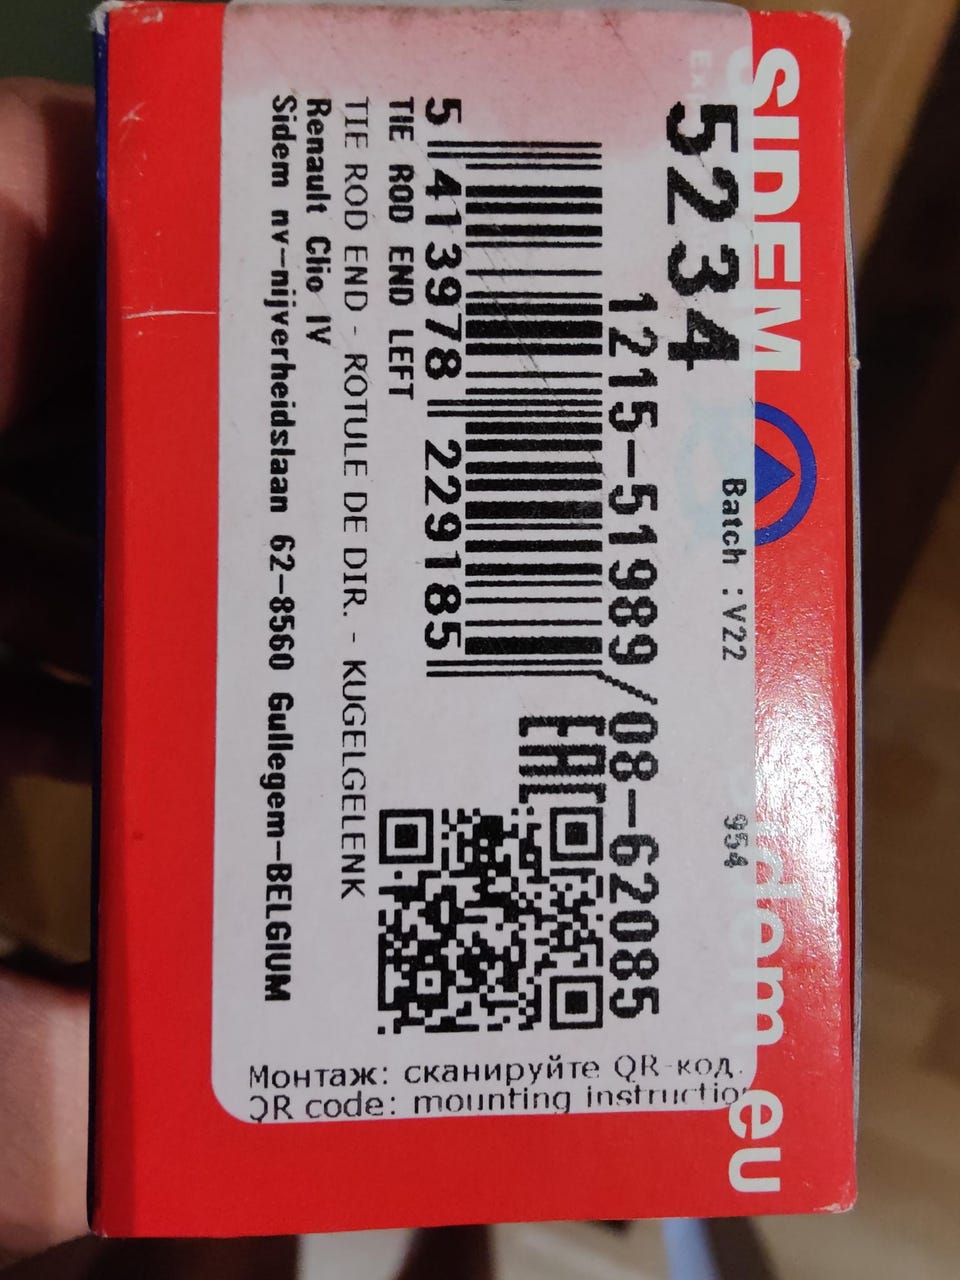 SIDEM
sidem.eu
Batch : V22
954
5234
1215-51989/08-62085
EAC
5 413978 229185
TIE ROD END LEFT
TIE ROD END - ROTULE DE DIR. - KUGELGELENK
Renault Clio IV
Sidem nv-nijverheidslaan 62-8560 Gullegem-BELGIUM
Монтаж: сканируйте QR-код.
QR code: mounting instruction